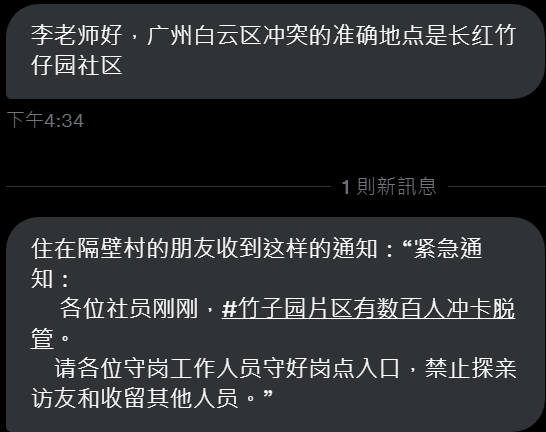 李老师好，广州白云区冲突的准确地点是长红竹
仔园社区
下午4:34
1 則新訊息
住在隔壁村的朋友收到这样的通知：“紧急通
知：
各位社员刚刚，#竹子园片区有数百人冲卡脱
管。
请各位守岗工作人员守好岗点入口，禁止探亲
访友和收留其他人员。”